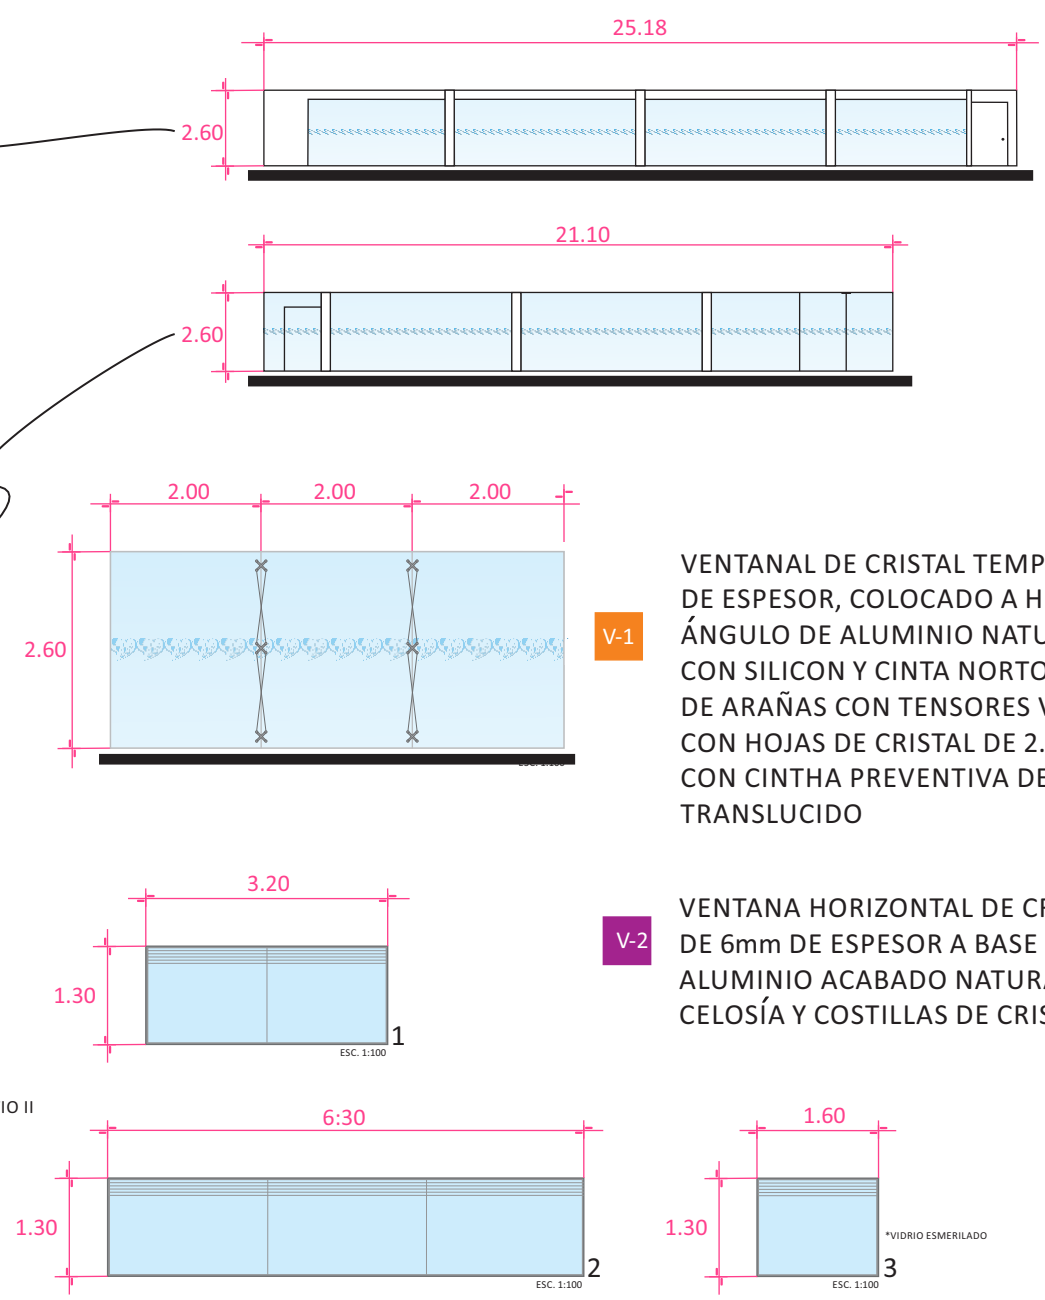 25.18
2.60
21.10
2.60
2.00 2.00 2.00
2.60
V-1
VENTANAL DE CRISTAL TEMP
DE ESPESOR, COLOCADO A H
ÁNGULO DE ALUMINIO NATU
CON SILICON Y CINTA NORTO
DE ARAÑAS CON TENSORES V
CON HOJAS DE CRISTAL DE 2.
CON CINTHA PREVENTIVA DE
TRANSLUCIDO
ESC. 1:100
3.20
1.30
1
ESC. 1:100
V-2
VENTANA HORIZONTAL DE CR
DE 6mm DE ESPESOR A BASE
ALUMINIO ACABADO NATURA
CELOSÍA Y COSTILLAS DE CRIS
IO II
6:30
1.30
2
ESC. 1:100
1.60
1.30
*VIDRIO ESMERILADO
3
ESC. 1:100